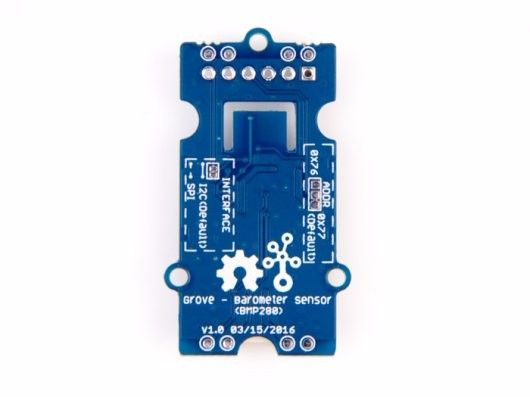 INTERFACE
I2C(Default)
SPI
ADDR
0X76
0X77
(Default)
Grove - Barometer Sensor
(BMP280)
V1.0 03/15/2016